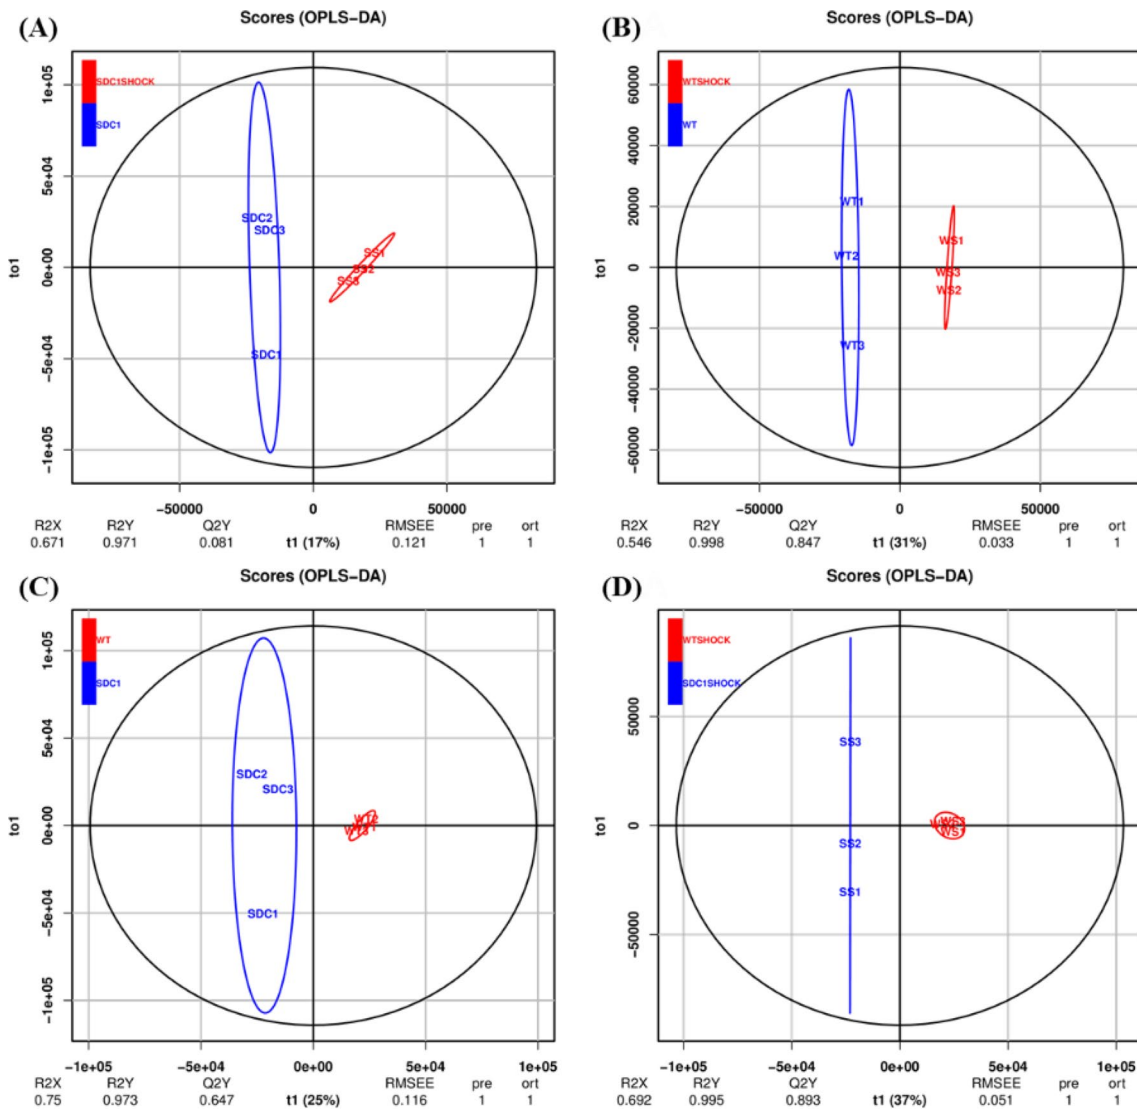 (A)
Scores (OPLS−DA)
SDC1SHOCK
SDC1
to1
1e+05
5e+04
0e+00
−5e+04
−1e+05
SDC2
SDC3
SDC1
SS1
SS2
SS3
−50000 0 50000
R2X R2Y Q2Y RMSEE pre ort
0.671 0.971 0.081 t1 (17%) 0.121 1 1
(B)
Scores (OPLS−DA)
WTSHOCK
WT
60000
40000
20000
0
−20000
−40000
−60000
WT1
WT2
WT3
WS1
WS3
WS2
−50000 0 50000
R2X R2Y Q2Y RMSEE pre ort
0.546 0.998 0.847 t1 (31%) 0.033 1 1
(C)
Scores (OPLS−DA)
WT
SDC1
to1
1e+05
5e+04
0e+00
−5e+04
−1e+05
SDC2
SDC3
SDC1
WT2
−1e+05 −5e+04 0e+00 5e+04 1e+05
R2X R2Y Q2Y RMSEE pre ort
0.75 0.973 0.647 t1 (25%) 0.116 1 1
(D)
Scores (OPLS−DA)
WTSHOCK
SDC1SHOCK
50000
0
−50000
SS3
SS2
SS1
WS1
−1e+05 −5e+04 0e+00 5e+04 1e+05
R2X R2Y Q2Y RMSEE pre ort
0.692 0.995 0.893 t1 (37%) 0.051 1 1